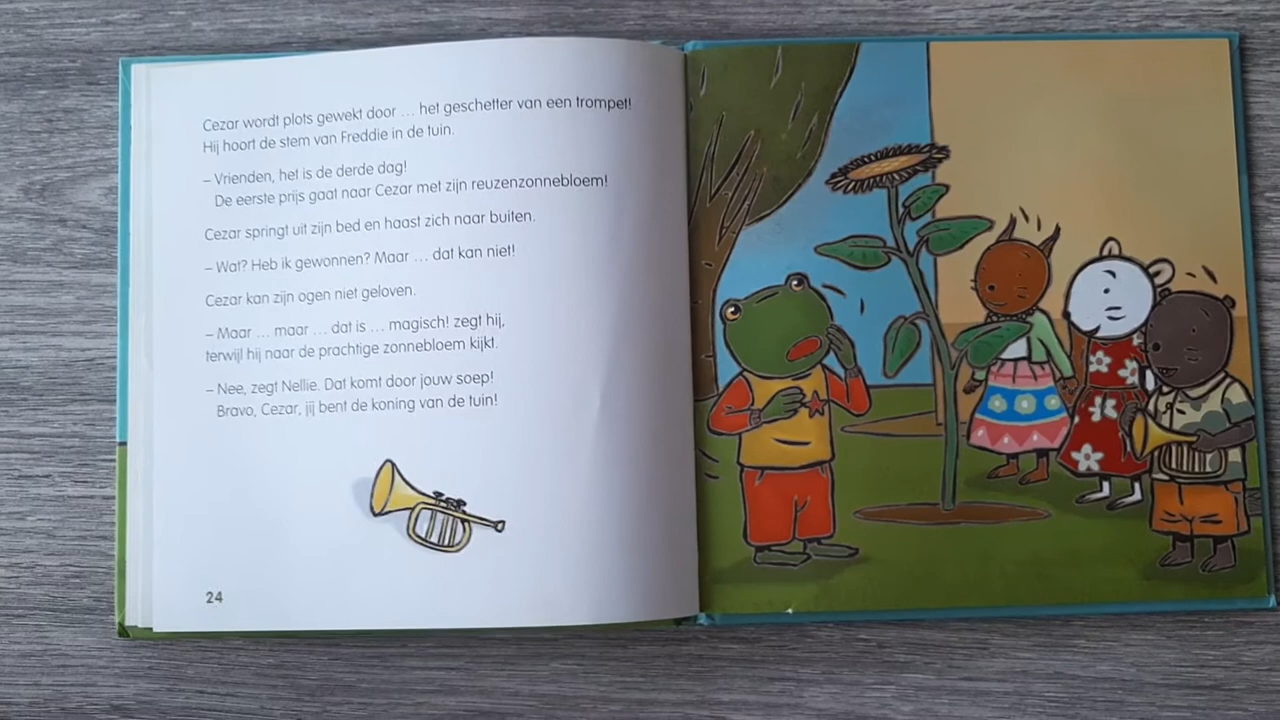 Cezar wordt plots gewekt door ... het geschetter van een trompet!
Hij hoort de stem van Freddie in de tuin.
– Vrienden, het is de derde dag!
De eerste prijs gaat naar Cezar met zijn reuzenzonnebloem!
Cezar springt uit zijn bed en haast zich naar buiten.
– Wat? Heb ik gewonnen? Maar ... dat kan niet!
Cezar kan zijn ogen niet geloven.
– Maar ... maar ... dat is ... magisch! zegt hij,
terwijl hij naar de prachtige zonnebloem kijkt.
– Nee, zegt Nellie. Dat komt door jouw soep!
Bravo, Cezar, jij bent de koning van de tuin!
24